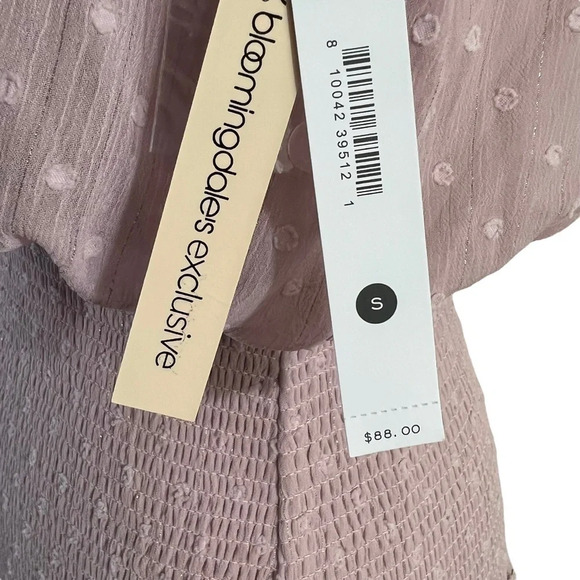 bloomingdale's exclusive
8 10042 39512 1
S
$88.00